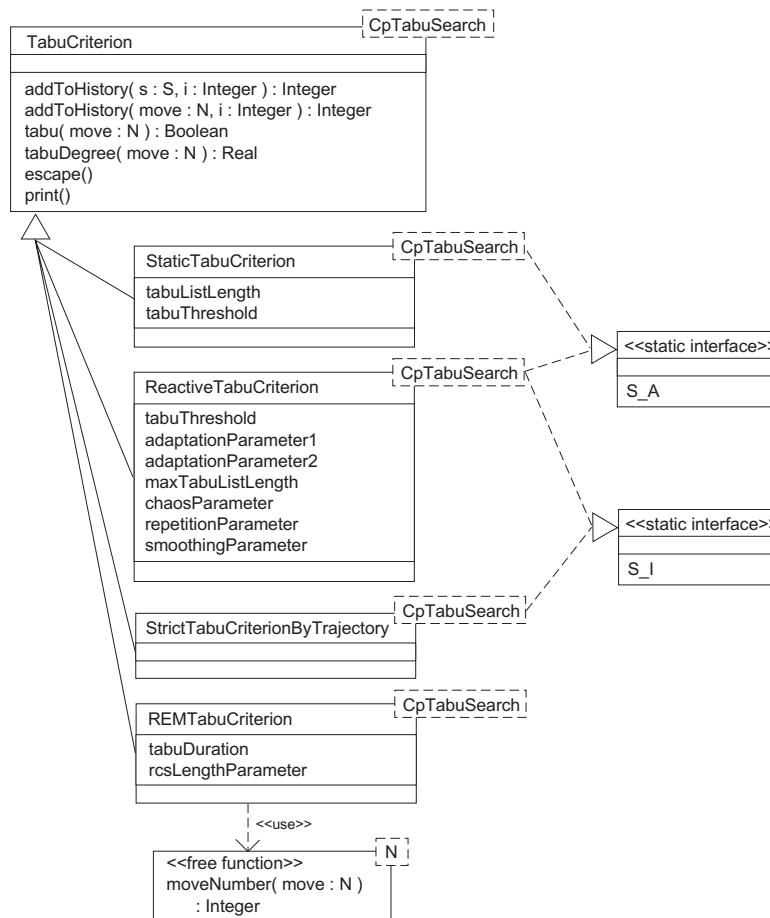 CpTabuSearch
TabuCriterion
addToHistory( s : S, i : Integer ) : Integer
addToHistory( move : N, i : Integer ) : Integer
tabu( move : N ) : Boolean
tabuDegree( move : N ) : Real
escape()
print()
CpTabuSearch
StaticTabuCriterion
tabuListLength
tabuThreshold
<<static interface>>
S_A
CpTabuSearch
ReactiveTabuCriterion
tabuThreshold
adaptationParameter1
adaptationParameter2
maxTabuListLength
chaosParameter
repetitionParameter
smoothingParameter
<<static interface>>
S_I
CpTabuSearch
StrictTabuCriterionByTrajectory
CpTabuSearch
REMTabuCriterion
tabuDuration
rcsLengthParameter
<<use>>
N
<<free function>>
moveNumber( move : N )
: Integer